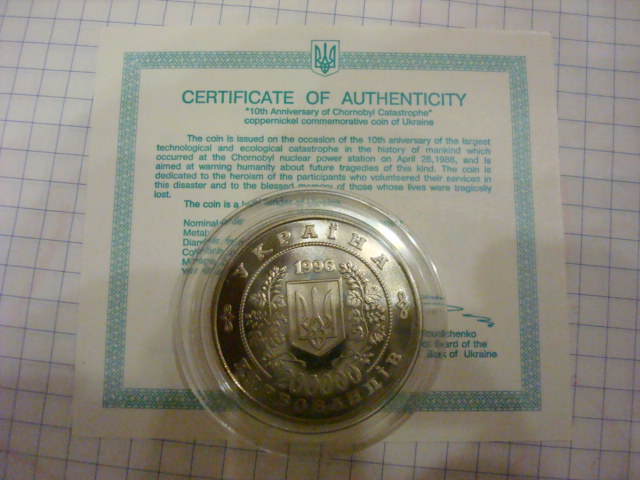 CERTIFICATE OF AUTHENTICITY
"10th Anniversary of Chornobyl Catastrophe"
coppernickel commemorative coin of Ukraine
The coin is issued on the occasion of the 10th aniversary of the largest
technological and ecological catastrophe in the history of mankind which
occurred at the Chornobyl nuclear power station on April 26,1986, and is
aimed at warning humanity about future tragedies of this kind. The coin is
dedicated to the heroism of the participants who volunteered their services in
this disaster and to the blessed memory of those whose lives were tragically
lost.
The coin is a legal tender of
Nominal
УКРАЇНА
1996
200000
КАРБОВАНЦІВ
of the
of Ukraine